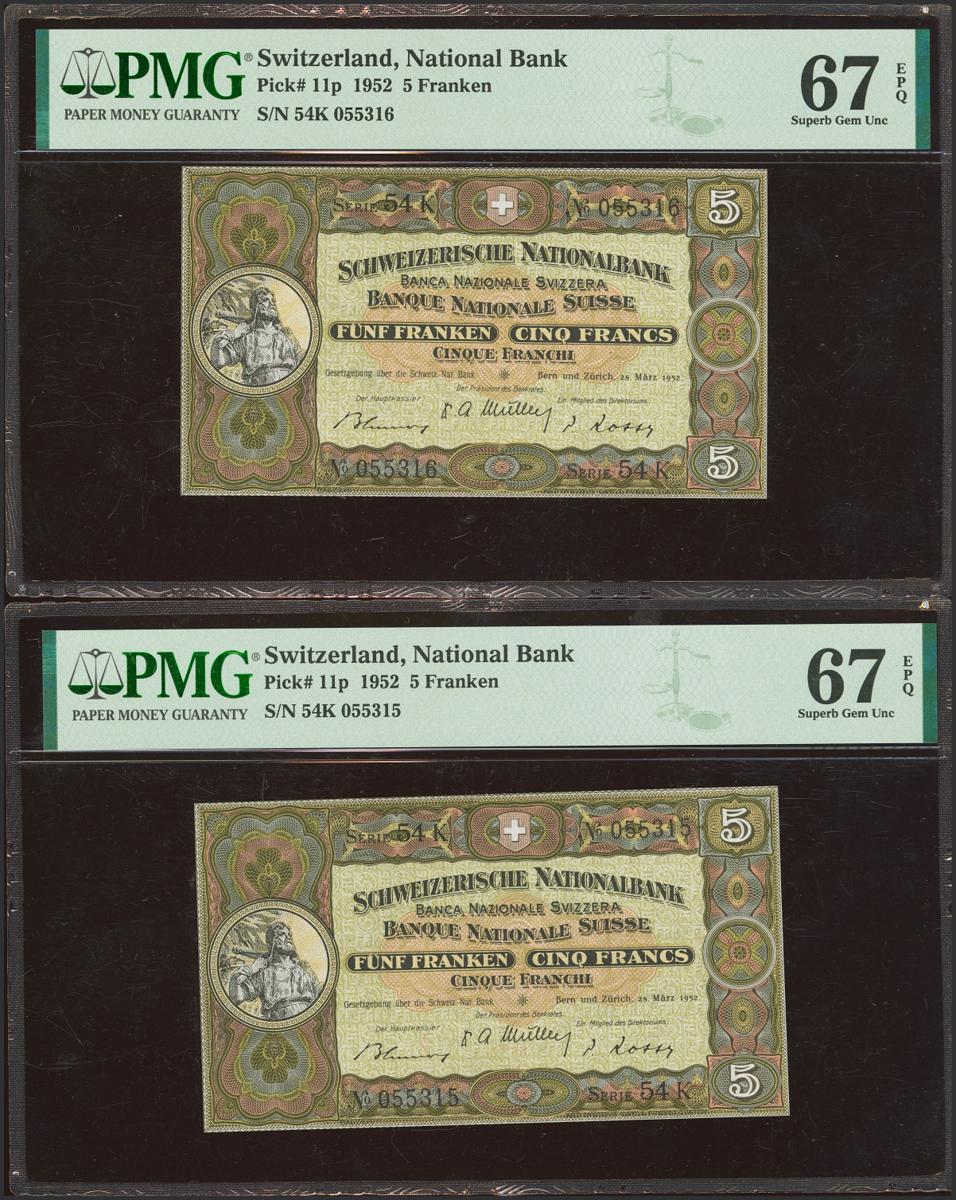 PMG® Switzerland, National Bank
Pick# 11p 1952 5 Franken
PAPER MONEY GUARANTY S/N 54K 055316
67 EPQ
Superb Gem Unc
SERIE 54 K No 055316 5
SCHWEIZERISCHE NATIONALBANK
BANCA NAZIONALE SVIZZERA
BANQUE NATIONALE SUISSE
FÜNF FRANKEN CINQ FRANCS
CINQUE FRANCHI
Gesetzgebung über die Schweiz. Nat. Bank Bern und Zürich, 28. März 1952.
Der Präsident des Bankrates.
Der Hauptkassier: Ein Mitglied des Direktoriums:
No 055316 SERIE 54 K 5
PMG® Switzerland, National Bank
Pick# 11p 1952 5 Franken
PAPER MONEY GUARANTY S/N 54K 055315
67 EPQ
Superb Gem Unc
SERIE 54 K No 055315 5
SCHWEIZERISCHE NATIONALBANK
BANCA NAZIONALE SVIZZERA
BANQUE NATIONALE SUISSE
FÜNF FRANKEN CINQ FRANCS
CINQUE FRANCHI
Gesetzgebung über die Schweiz. Nat. Bank Bern und Zürich, 28. März 1952.
Der Präsident des Bankrates.
Der Hauptkassier Ein Mitglied des Direktoriums:
No 055315 SERIE 54 K 5